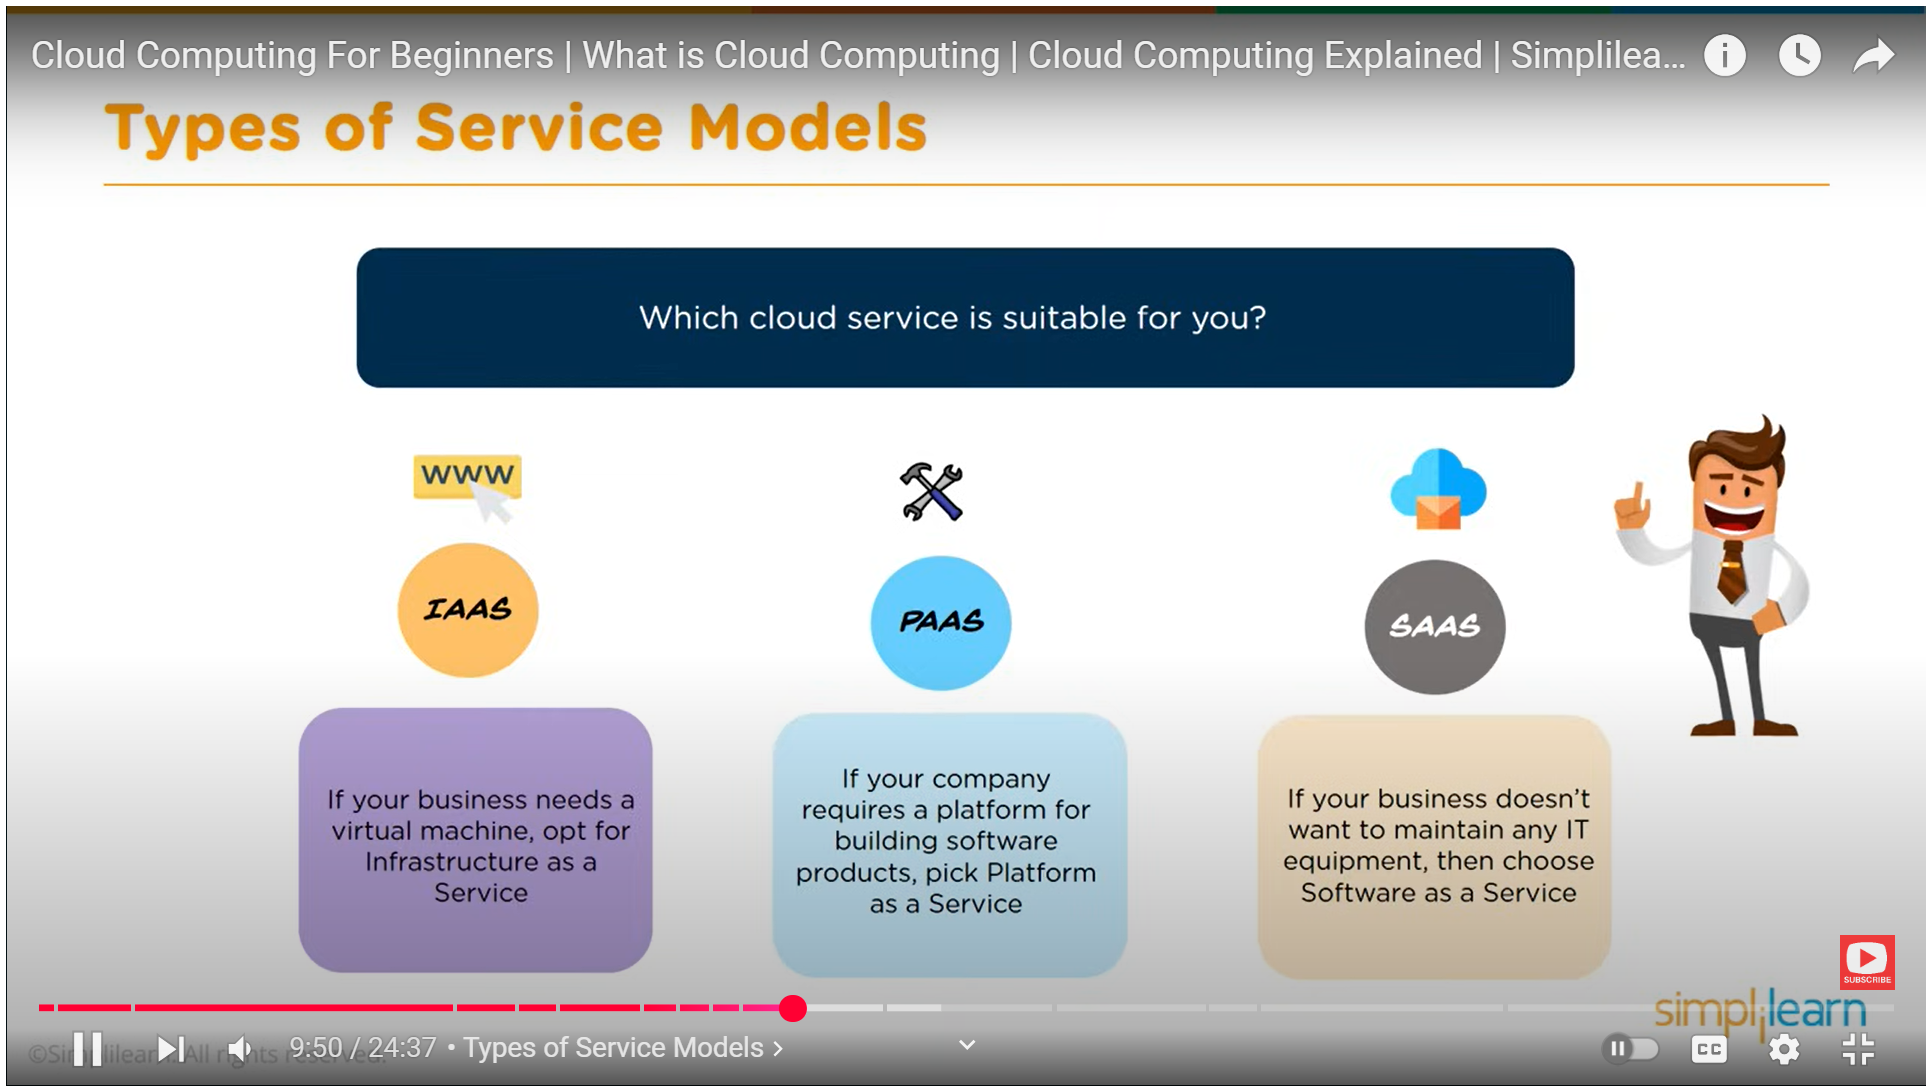 Cloud Computing For Beginners | What is Cloud Computing | Cloud Computing Explained | Simplilea...
Types of Service Models
Which cloud service is suitable for you?
WWW
IAAS
PAAS
SAAS
If your business needs a
virtual machine, opt for
Infrastructure as a
Service
If your company
requires a platform for
building software
products, pick Platform
as a Service
If your business doesn't
want to maintain any IT
equipment, then choose
Software as a Service
SUBSCRIBE
simplilearn
©Simplilearn. All rights reserved.
9:50 / 24:37 • Types of Service Models >
CC